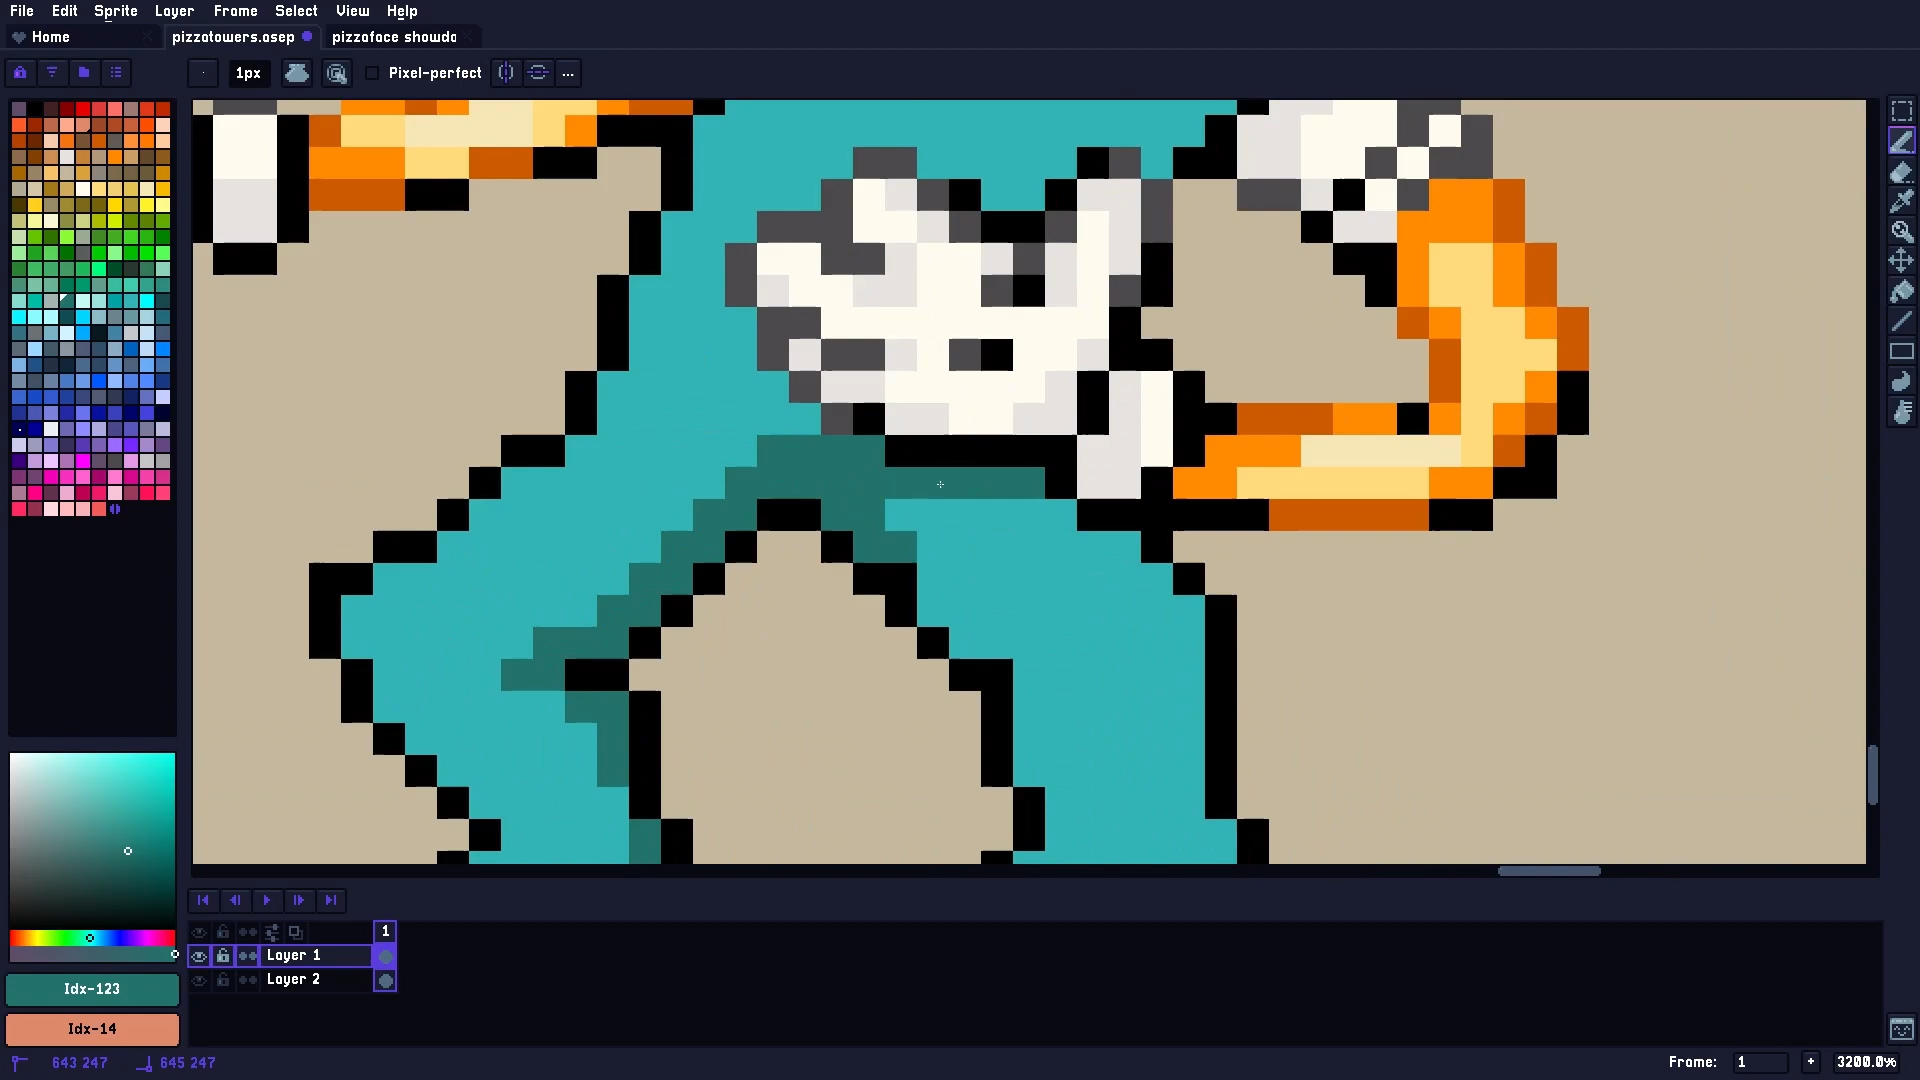 File Edit Sprite Layer Frame Select View Help
Home pizzatowers.asep pizzaface showdo
1px Pixel-perfect ...
1
Layer 1
Layer 2
Idx-123
Idx-14
643 247 645 247 Frame: 1 + 3200.0%